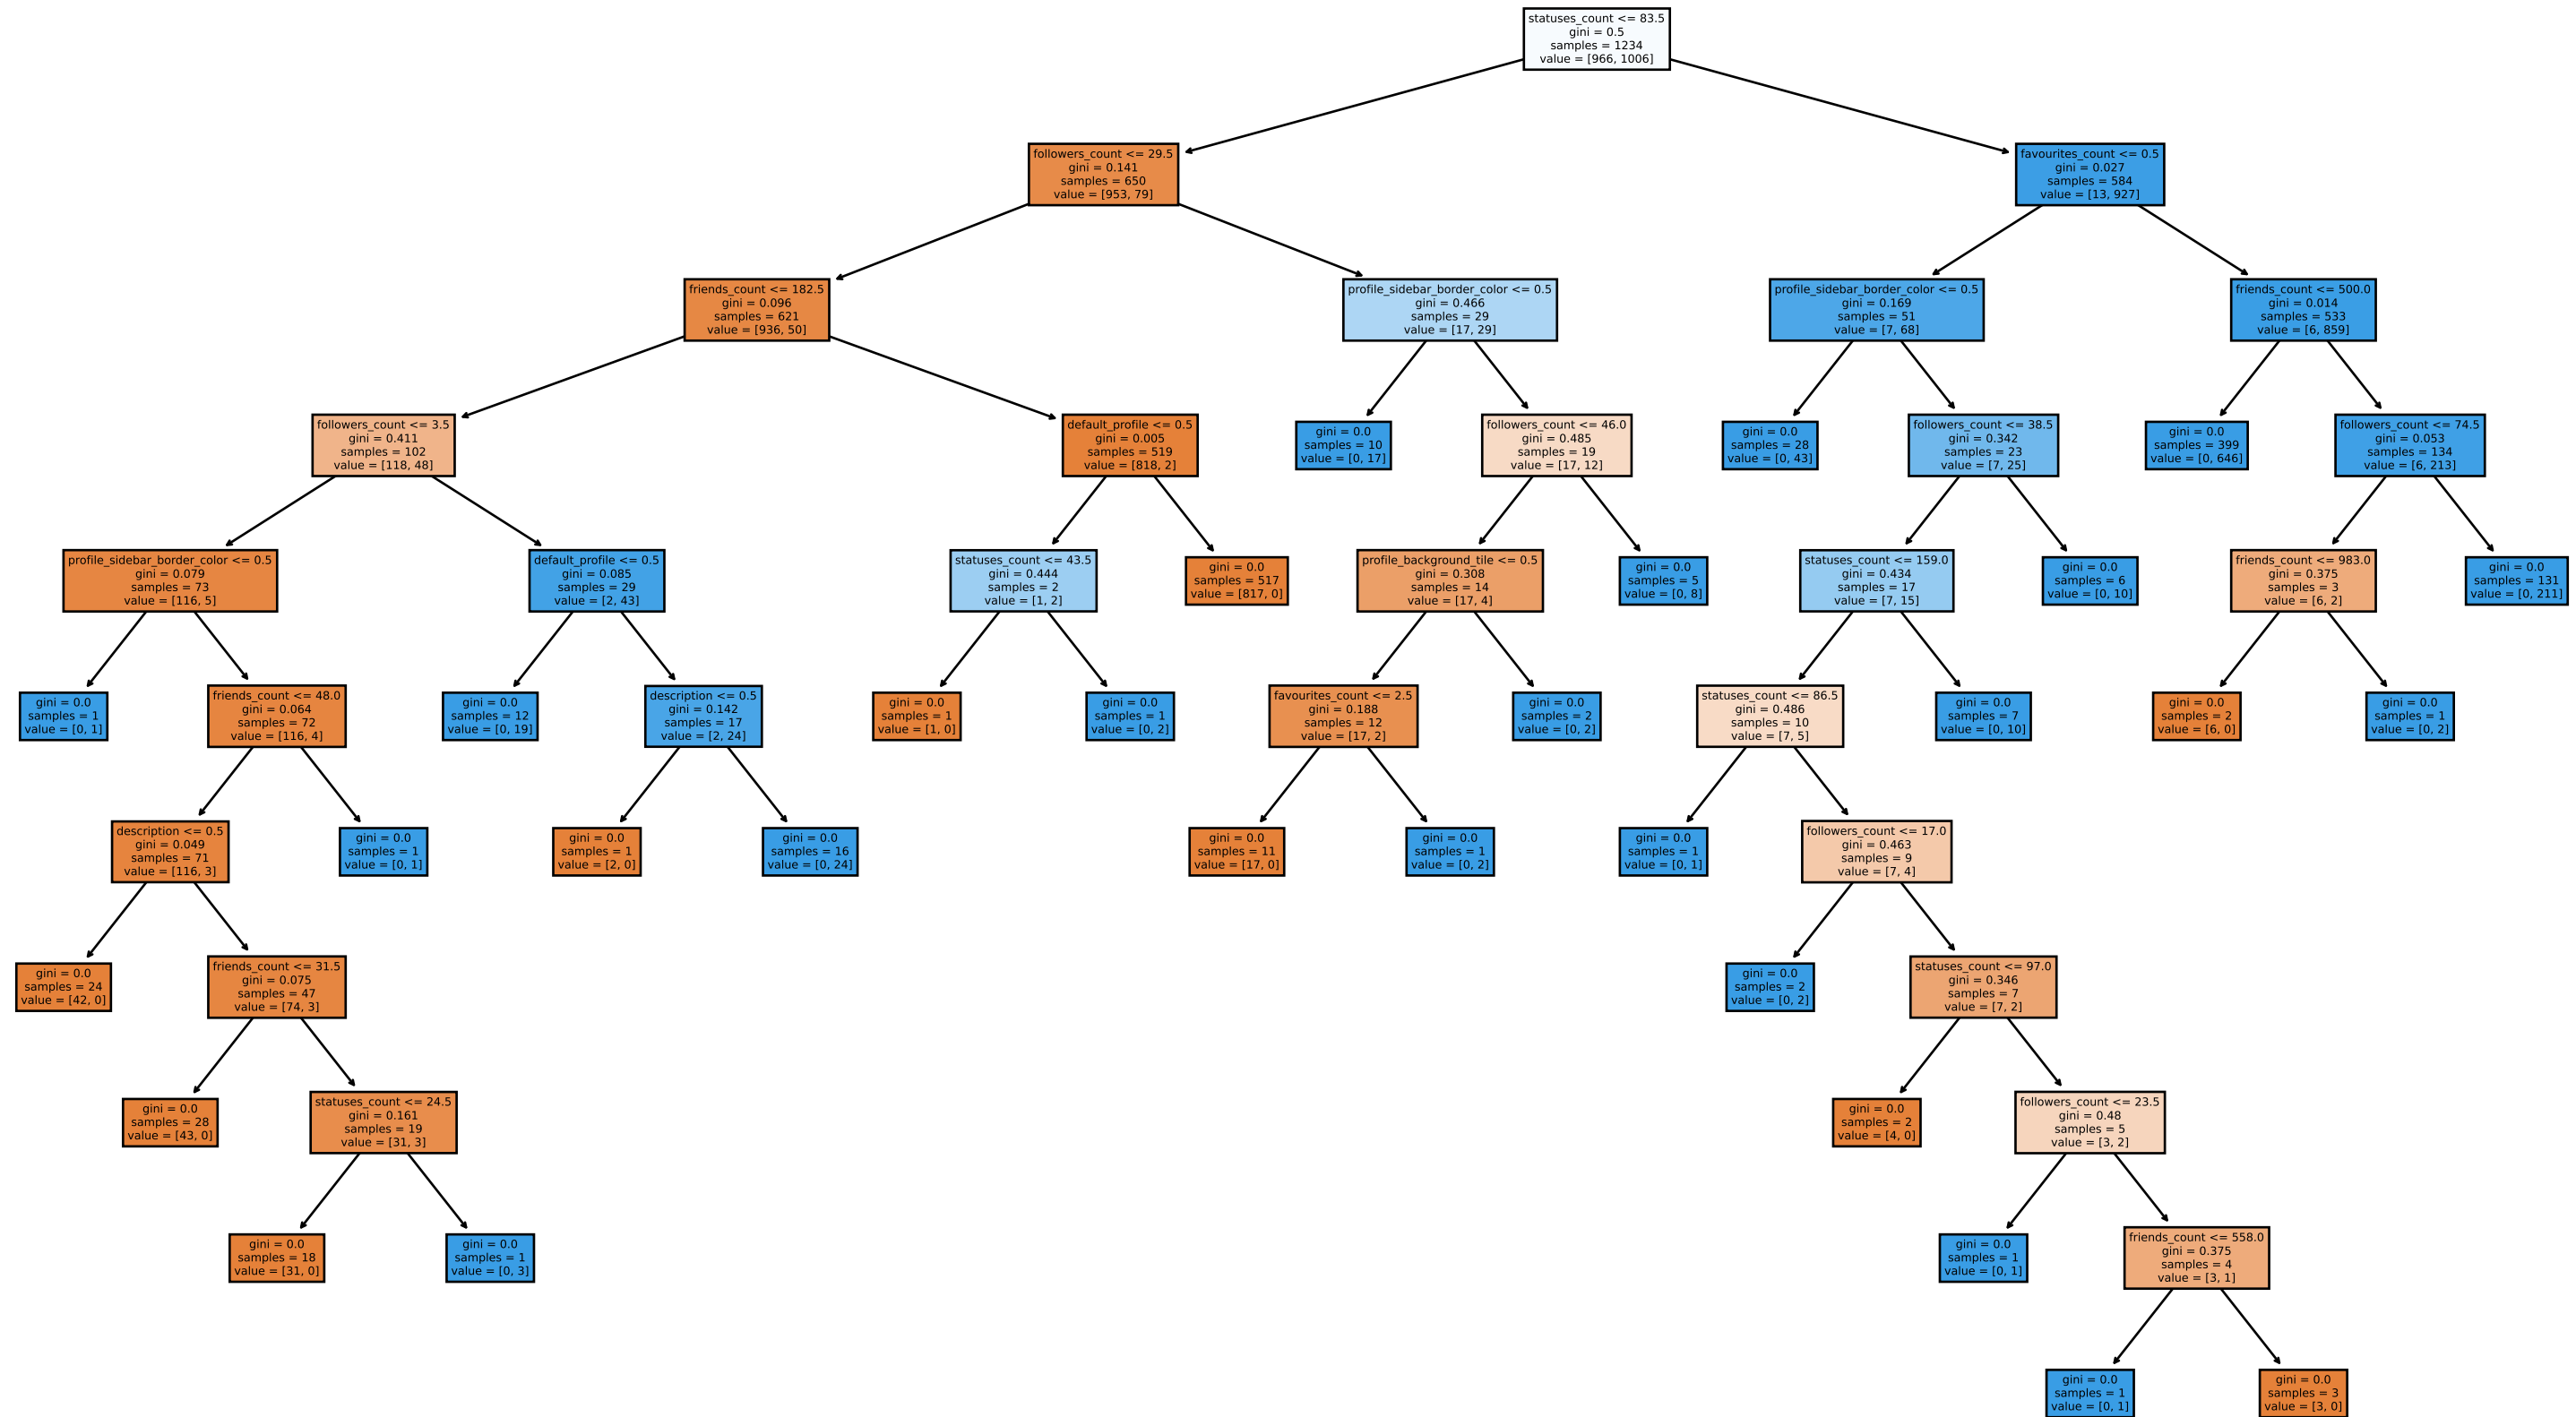 statuses_count <= 83.5
gini = 0.5
samples = 1234
value = [966, 1006]
followers_count <= 29.5
gini = 0.141
samples = 650
value = [953, 79]
favourites_count <= 0.5
gini = 0.027
samples = 584
value = [13, 927]
friends_count <= 182.5
gini = 0.096
samples = 621
value = [936, 50]
profile_sidebar_border_color <= 0.5
gini = 0.466
samples = 29
value = [17, 29]
profile_sidebar_border_color <= 0.5
gini = 0.169
samples = 51
value = [7, 68]
friends_count <= 500.0
gini = 0.014
samples = 533
value = [6, 859]
followers_count <= 3.5
gini = 0.411
samples = 102
value = [118, 48]
default_profile <= 0.5
gini = 0.005
samples = 519
value = [818, 2]
gini = 0.0
samples = 10
value = [0, 17]
followers_count <= 46.0
gini = 0.485
samples = 19
value = [17, 12]
gini = 0.0
samples = 28
value = [0, 43]
followers_count <= 38.5
gini = 0.342
samples = 23
value = [7, 25]
gini = 0.0
samples = 399
value = [0, 646]
followers_count <= 74.5
gini = 0.053
samples = 134
value = [6, 213]
profile_sidebar_border_color <= 0.5
gini = 0.079
samples = 73
value = [116, 5]
default_profile <= 0.5
gini = 0.085
samples = 29
value = [2, 43]
statuses_count <= 43.5
gini = 0.444
samples = 2
value = [1, 2]
gini = 0.0
samples = 517
value = [817, 0]
profile_background_tile <= 0.5
gini = 0.308
samples = 14
value = [17, 4]
gini = 0.0
samples = 5
value = [0, 8]
statuses_count <= 159.0
gini = 0.434
samples = 17
value = [7, 15]
gini = 0.0
samples = 6
value = [0, 10]
friends_count <= 983.0
gini = 0.375
samples = 3
value = [6, 2]
gini = 0.0
samples = 131
value = [0, 211]
gini = 0.0
samples = 1
value = [0, 1]
friends_count <= 48.0
gini = 0.064
samples = 72
value = [116, 4]
gini = 0.0
samples = 12
value = [0, 19]
description <= 0.5
gini = 0.142
samples = 17
value = [2, 24]
gini = 0.0
samples = 1
value = [1, 0]
gini = 0.0
samples = 1
value = [0, 2]
favourites_count <= 2.5
gini = 0.188
samples = 12
value = [17, 2]
gini = 0.0
samples = 2
value = [0, 2]
statuses_count <= 86.5
gini = 0.486
samples = 10
value = [7, 5]
gini = 0.0
samples = 7
value = [0, 10]
gini = 0.0
samples = 2
value = [6, 0]
gini = 0.0
samples = 1
value = [0, 2]
description <= 0.5
gini = 0.049
samples = 71
value = [116, 3]
gini = 0.0
samples = 1
value = [0, 1]
gini = 0.0
samples = 1
value = [2, 0]
gini = 0.0
samples = 16
value = [0, 24]
gini = 0.0
samples = 11
value = [17, 0]
gini = 0.0
samples = 1
value = [0, 2]
gini = 0.0
samples = 1
value = [0, 1]
followers_count <= 17.0
gini = 0.463
samples = 9
value = [7, 4]
gini = 0.0
samples = 24
value = [42, 0]
friends_count <= 31.5
gini = 0.075
samples = 47
value = [74, 3]
gini = 0.0
samples = 2
value = [0, 2]
statuses_count <= 97.0
gini = 0.346
samples = 7
value = [7, 2]
gini = 0.0
samples = 28
value = [43, 0]
statuses_count <= 24.5
gini = 0.161
samples = 19
value = [31, 3]
gini = 0.0
samples = 2
value = [4, 0]
followers_count <= 23.5
gini = 0.48
samples = 5
value = [3, 2]
gini = 0.0
samples = 18
value = [31, 0]
gini = 0.0
samples = 1
value = [0, 3]
gini = 0.0
samples = 1
value = [0, 1]
friends_count <= 558.0
gini = 0.375
samples = 4
value = [3, 1]
gini = 0.0
samples = 1
value = [0, 1]
gini = 0.0
samples = 3
value = [3, 0]